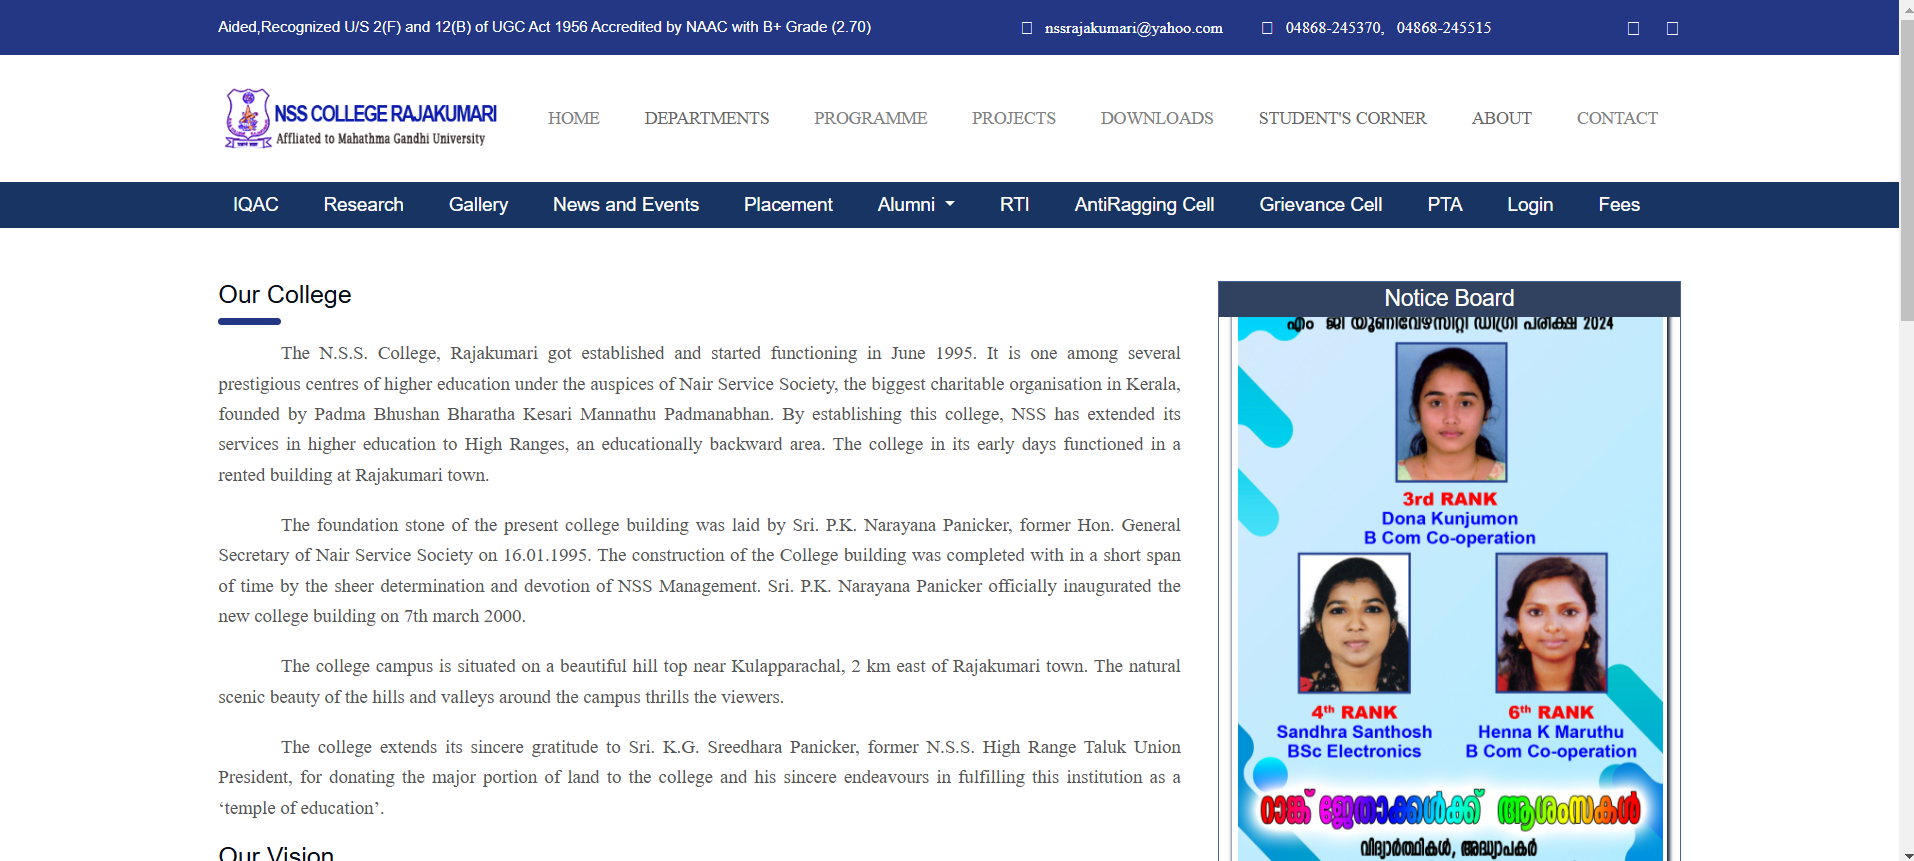 Aided,Recognized U/S 2(F) and 12(B) of UGC Act 1956 Accredited by NAAC with B+ Grade (2.70)
nssrajakumari@yahoo.com
04868-245370, 04868-245515
NSS COLLEGE RAJAKUMARI
Affliated to Mahathma Gandhi University
HOME DEPARTMENTS PROGRAMME PROJECTS DOWNLOADS STUDENT'S CORNER ABOUT CONTACT
IQAC Research Gallery News and Events Placement Alumni RTI AntiRagging Cell Grievance Cell PTA Login Fees
Our College
The N.S.S. College, Rajakumari got established and started functioning in June 1995. It is one among several
prestigious centres of higher education under the auspices of Nair Service Society, the biggest charitable organisation in Kerala,
founded by Padma Bhushan Bharatha Kesari Mannathu Padmanabhan. By establishing this college, NSS has extended its
services in higher education to High Ranges, an educationally backward area. The college in its early days functioned in a
rented building at Rajakumari town.
The foundation stone of the present college building was laid by Sri. P.K. Narayana Panicker, former Hon. General
Secretary of Nair Service Society on 16.01.1995. The construction of the College building was completed with in a short span
of time by the sheer determination and devotion of NSS Management. Sri. P.K. Narayana Panicker officially inaugurated the
new college building on 7th march 2000.
The college campus is situated on a beautiful hill top near Kulapparachal, 2 km east of Rajakumari town. The natural
scenic beauty of the hills and valleys around the campus thrills the viewers.
The college extends its sincere gratitude to Sri. K.G. Sreedhara Panicker, former N.S.S. High Range Taluk Union
President, for donating the major portion of land to the college and his sincere endeavours in fulfilling this institution as a
‘temple of education’.
Our Vision
Notice Board
എം ജി യൂണിവേഴ്സിറ്റി ഡിഗ്രി പരീക്ഷ 2024
3rd RANK
Dona Kunjumon
B Com Co-operation
4th RANK
Sandhra Santhosh
BSc Electronics
6th RANK
Henna K Maruthu
B Com Co-operation
റാങ്ക് ജേതാക്കൾക്ക് ആശംസകൾ
വിദ്യാർത്ഥികൾ, അദ്ധ്യാപകർ